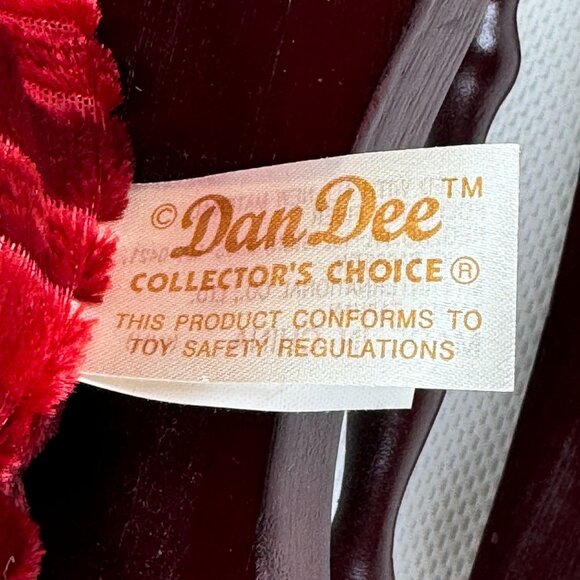 © Dan Dee™
COLLECTOR'S CHOICE ®
THIS PRODUCT CONFORMS TO
TOY SAFETY REGULATIONS